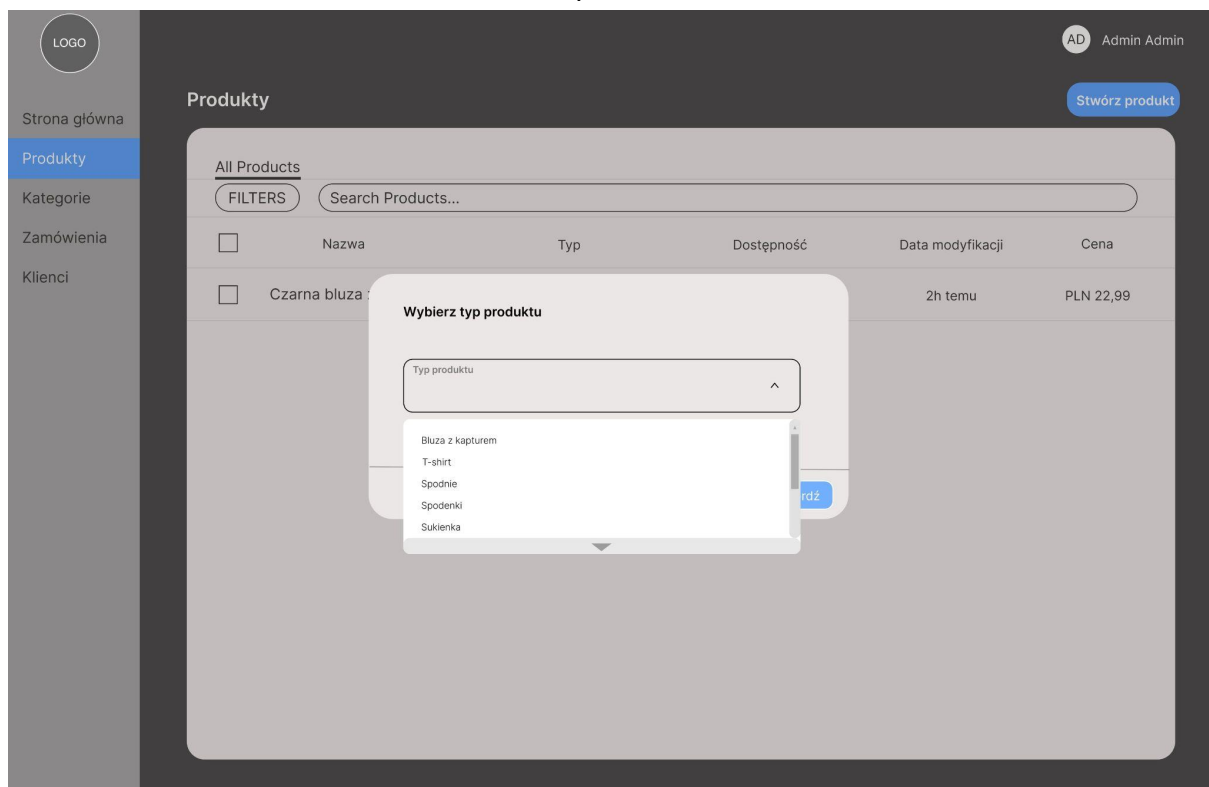 LOGO
AD Admin Admin
Produkty
Stwórz produkt
Strona główna
Produkty
Kategorie
Zamówienia
Klienci
All Products
FILTERS
Search Products...
Nazwa Typ Dostępność Data modyfikacji Cena
Czarna bluza 2h temu PLN 22,99
Wybierz typ produktu
Typ produktu
Bluza z kapturem
T-shirt
Spodnie
Spodenki
Sukienka
rdź